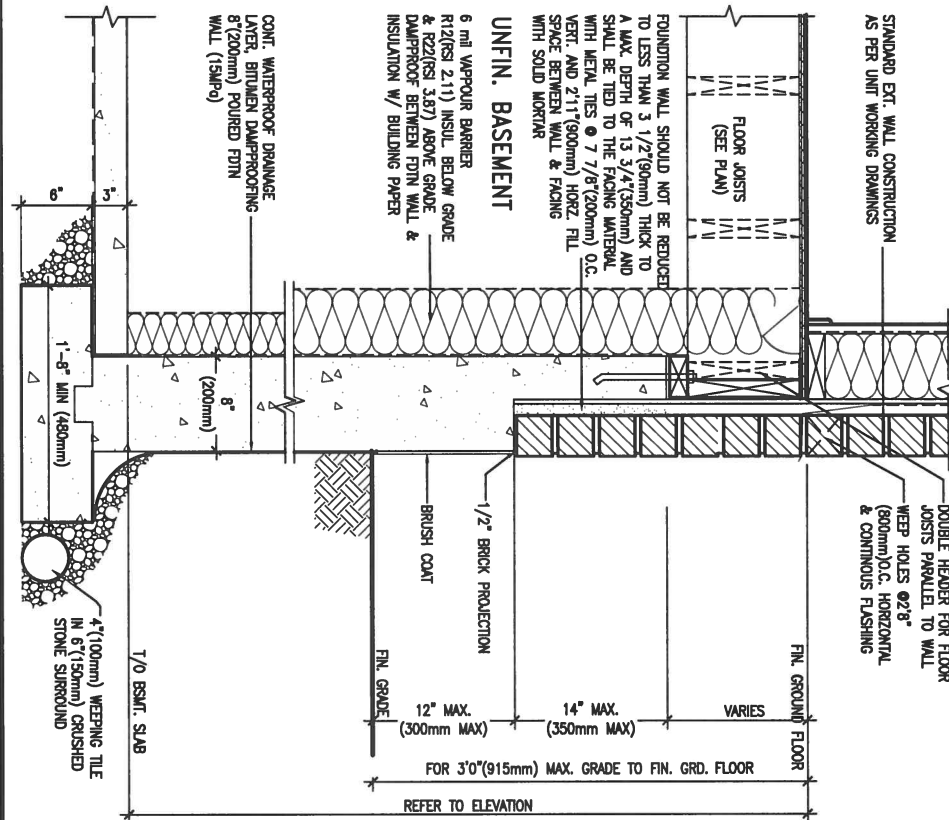 STANDARD EXT. WALL CONSTRUCTION
AS PER UNIT WORKING DRAWINGS
FLOOR JOISTS
(SEE PLAN)
FOUNDTION WALL SHOULD NOT BE REDUCED
TO LESS THAN 3 1/2"(90mm) THICK TO
A MAX. DEPTH OF 13 3/4"(350mm) AND
SHALL BE TIED TO THE FACING MATERIAL
WITH METAL TIES @ 7 7/8"(200mm) O.C.
VERT. AND 2'11"(900mm) HORZ. FILL
SPACE BETWEEN WALL & FACING
WITH SOLID MORTAR
UNFIN. BASEMENT
6 mil VAPPOUR BARRIER
R12(RSI 2.11) INSUL BELOW GRADE
& R22(RSI 3.87) ABOVE GRADE
DAMPPROOF BETWEEN FDTN WALL &
INSULATION W/ BUILDING PAPER
CONT. WATERPROOF DRAINAGE
LAYER, BITUMEN DAMPPROOFING
8"(200mm) POURED FDTN
WALL (15MPa)
6"
3"
1'-8" MIN (480mm)
8"
(200mm)
DOUBLE HEADER FOR FLOOR
JOISTS PARALLEL TO WALL
WEEP HOLES @2'8"
(800mm)O.C. HORIZONTAL
& CONTINOUS FLASHING
1/2" BRICK PROJECTION
BRUSH COAT
4"(100mm) WEEPING TILE
IN 6"(150mm) CRUSHED
STONE SURROUND
T/O BSMT. SLAB
FIN. GRADE
FIN. GROUND FLOOR
12" MAX.
(300mm MAX)
14" MAX.
(350mm MAX)
VARIES
FOR 3'0"(915mm) MAX. GRADE TO FIN. GRD. FLOOR
REFER TO ELEVATION